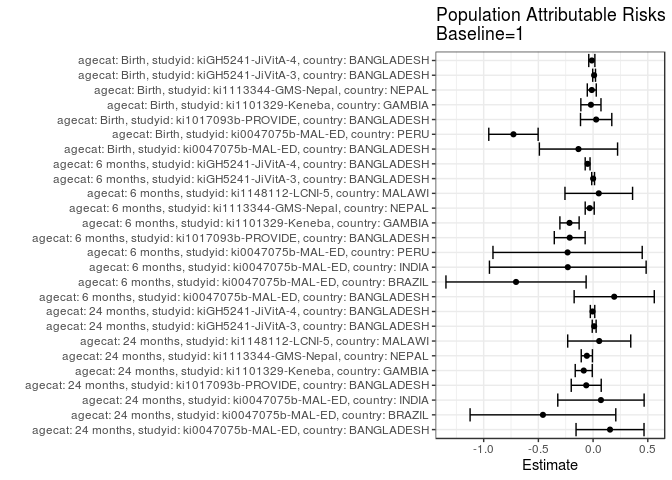 Population Attributable Risks
Baseline=1
agecat: Birth, studyid: kiGH5241-JiVitA-4, country: BANGLADESH
agecat: Birth, studyid: kiGH5241-JiVitA-3, country: BANGLADESH
agecat: Birth, studyid: ki1113344-GMS-Nepal, country: NEPAL
agecat: Birth, studyid: ki1101329-Keneba, country: GAMBIA
agecat: Birth, studyid: ki1017093b-PROVIDE, country: BANGLADESH
agecat: Birth, studyid: ki0047075b-MAL-ED, country: PERU
agecat: Birth, studyid: ki0047075b-MAL-ED, country: BANGLADESH
agecat: 6 months, studyid: kiGH5241-JiVitA-4, country: BANGLADESH
agecat: 6 months, studyid: kiGH5241-JiVitA-3, country: BANGLADESH
agecat: 6 months, studyid: ki1148112-LCNI-5, country: MALAWI
agecat: 6 months, studyid: ki1113344-GMS-Nepal, country: NEPAL
agecat: 6 months, studyid: ki1101329-Keneba, country: GAMBIA
agecat: 6 months, studyid: ki1017093b-PROVIDE, country: BANGLADESH
agecat: 6 months, studyid: ki0047075b-MAL-ED, country: PERU
agecat: 6 months, studyid: ki0047075b-MAL-ED, country: INDIA
agecat: 6 months, studyid: ki0047075b-MAL-ED, country: BRAZIL
agecat: 6 months, studyid: ki0047075b-MAL-ED, country: BANGLADESH
agecat: 24 months, studyid: kiGH5241-JiVitA-4, country: BANGLADESH
agecat: 24 months, studyid: kiGH5241-JiVitA-3, country: BANGLADESH
agecat: 24 months, studyid: ki1148112-LCNI-5, country: MALAWI
agecat: 24 months, studyid: ki1113344-GMS-Nepal, country: NEPAL
agecat: 24 months, studyid: ki1101329-Keneba, country: GAMBIA
agecat: 24 months, studyid: ki1017093b-PROVIDE, country: BANGLADESH
agecat: 24 months, studyid: ki0047075b-MAL-ED, country: INDIA
agecat: 24 months, studyid: ki0047075b-MAL-ED, country: BRAZIL
agecat: 24 months, studyid: ki0047075b-MAL-ED, country: BANGLADESH
-1.0 -0.5 0.0 0.5
Estimate